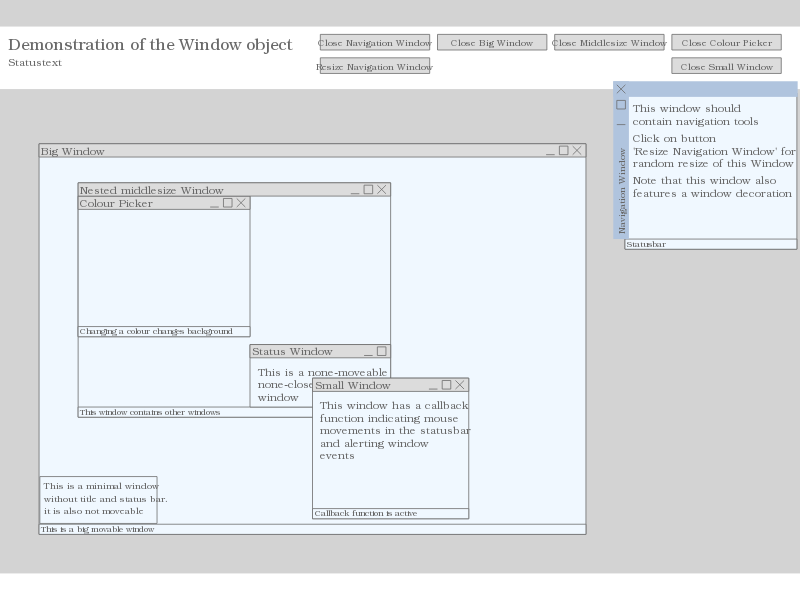 Demonstration of the Window object
Statustext
Close Navigation Window
Close Big Window
Close Middlesize Window
Close Colour Picker
Resize Navigation Window
Close Small Window
Navigation Window
This window should
contain navigation tools
Click on button
'Resize Navigation Window' for
random resize of this Window
Note that this window also
features a window decoration
Statusbar
Big Window
Nested middlesize Window
Colour Picker
Changing a colour changes background
Status Window
This is a none-moveable
none-close
window
Small Window
This window has a callback
function indicating mouse
movements in the statusbar
and alerting window
events
Callback function is active
This window contains other windows
This is a minimal window
without title and status bar.
it is also not moveable
This is a big movable window